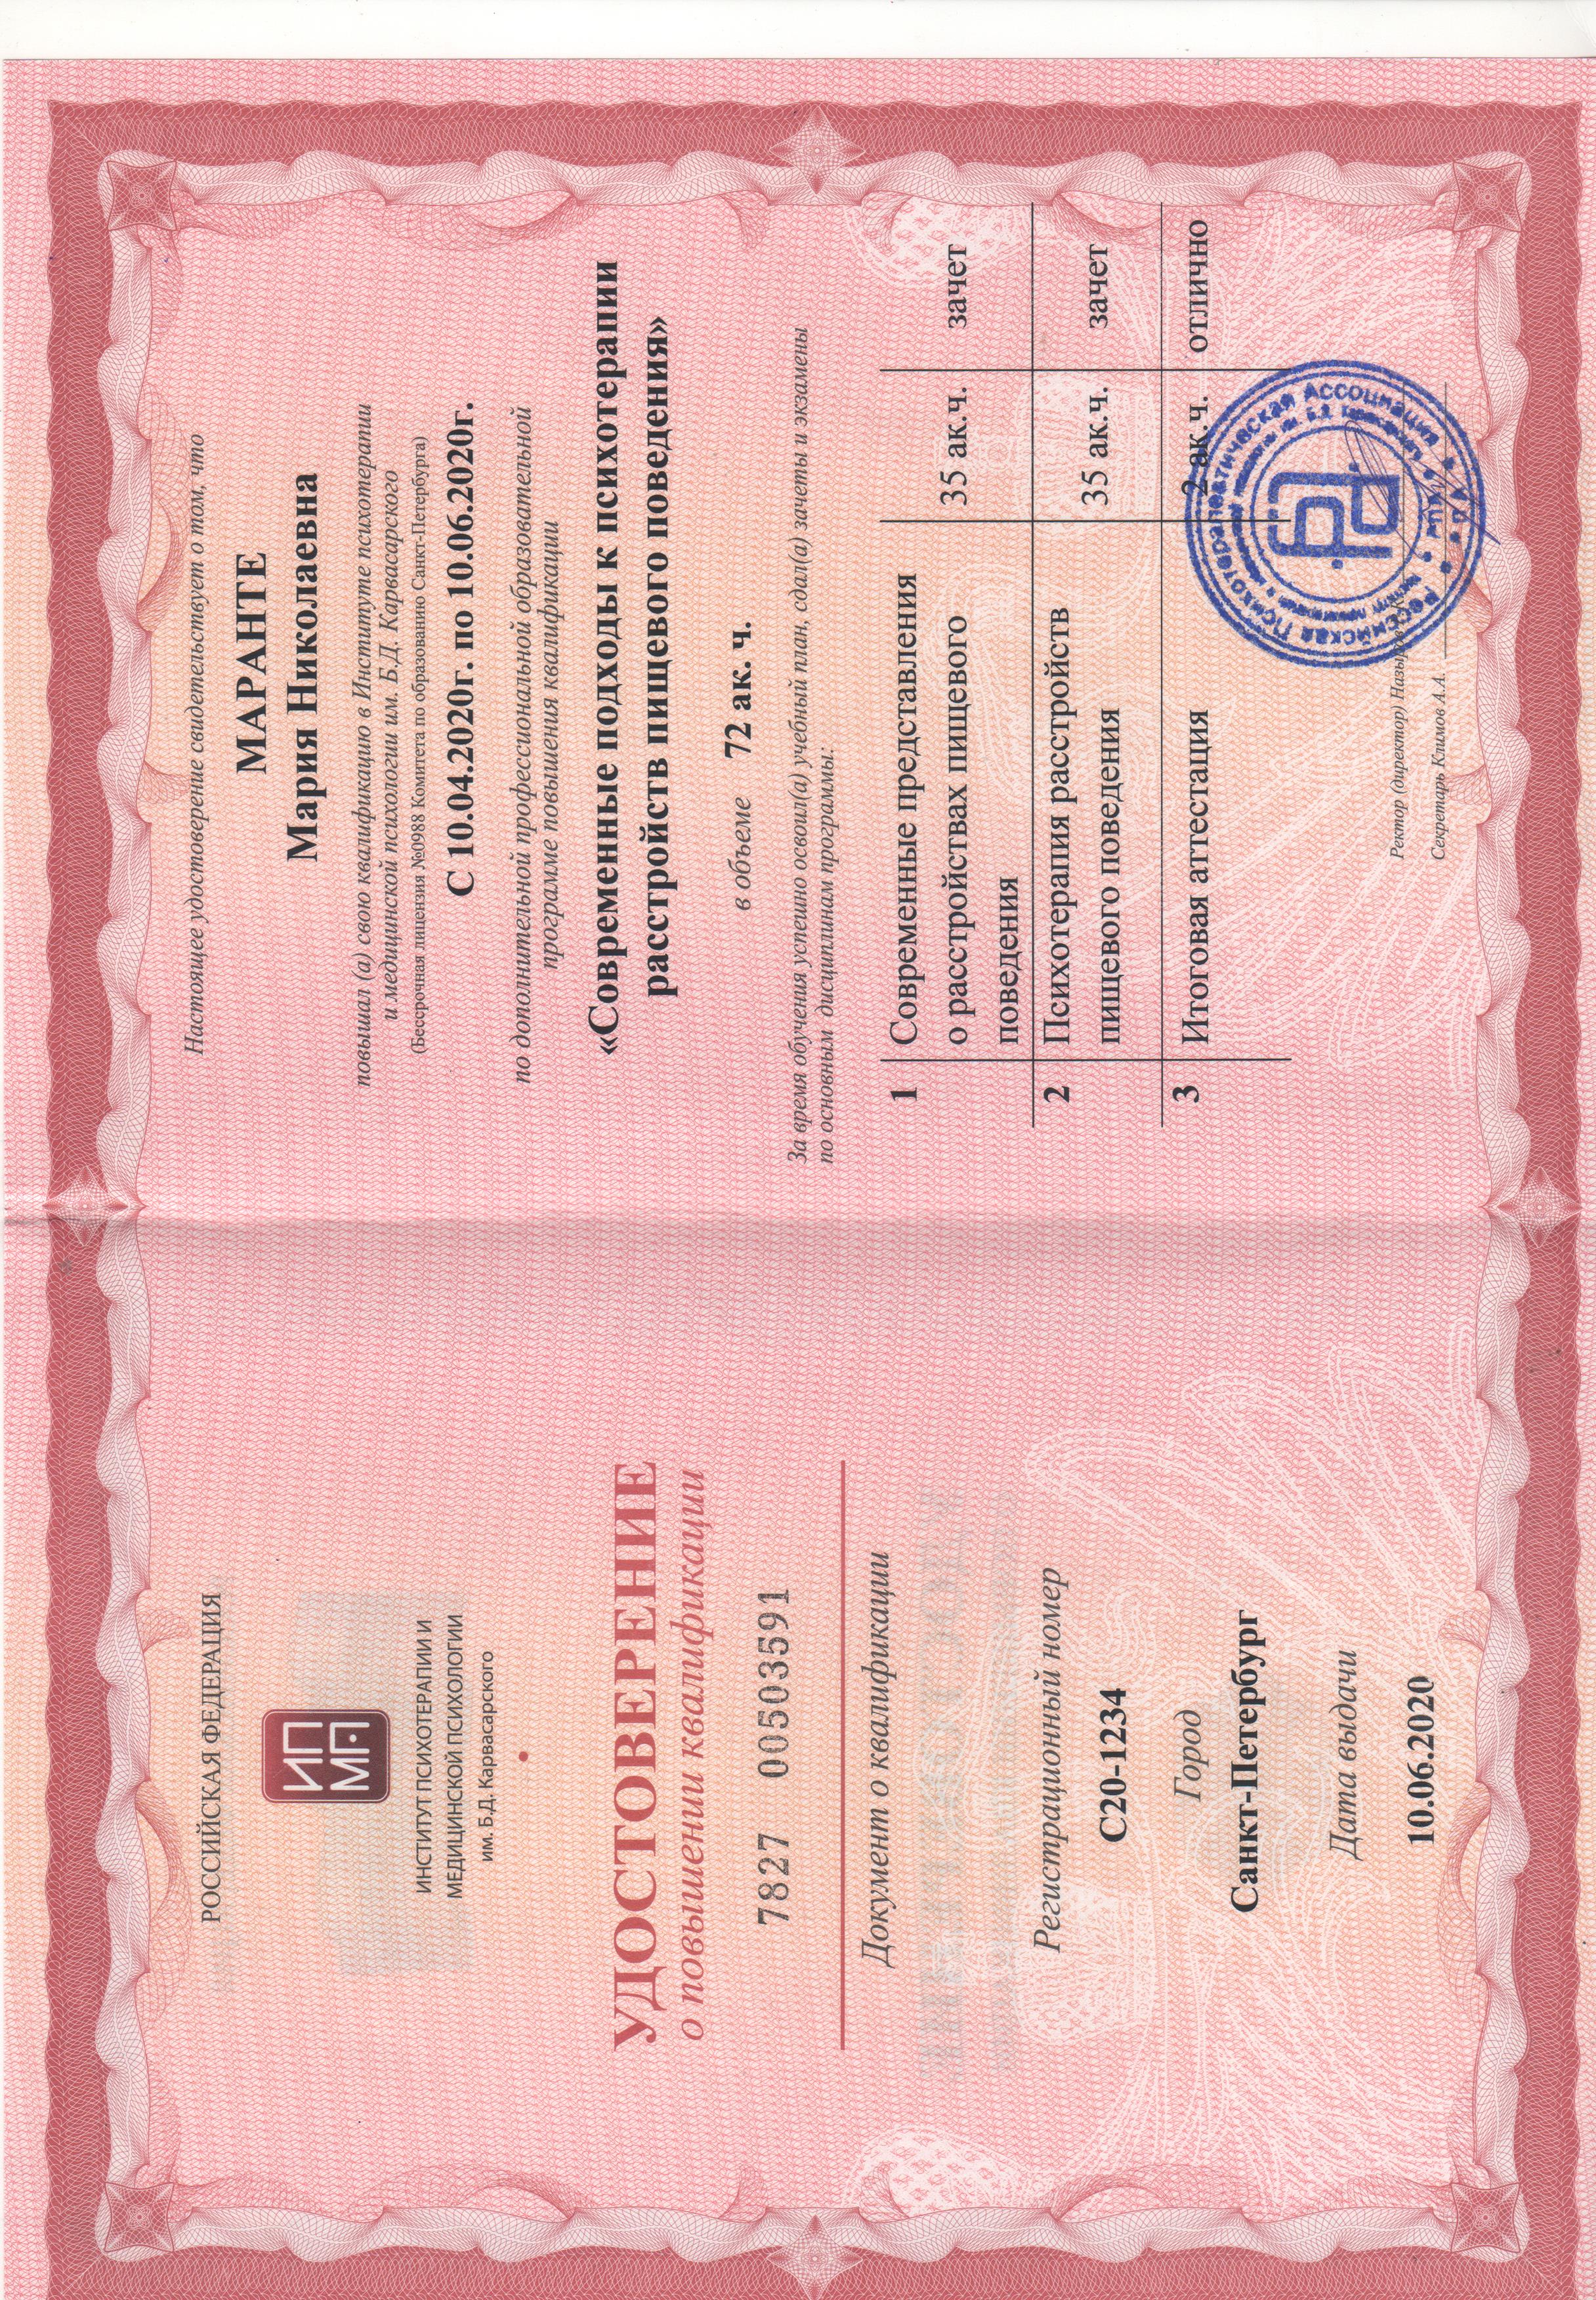 РОССИЙСКАЯ ФЕДЕРАЦИЯ
ИП
МП
ИНСТИТУТ ПСИХОТЕРАПИИ И
МЕДИЦИНСКОЙ ПСИХОЛОГИИ
им. Б.Д. Карвасарского
УДОСТОВЕРЕНИЕ
о повышении квалификации
7827 00503591
Документ о квалификации
Регистрационный номер
С20-1234
Город
Санкт-Петербург
Дата выдачи
10.06.2020
Настоящее удостоверение свидетельствует о том, что
МАРАНТЕ
Мария Николаевна
повышал (а) свою квалификацию в Институте психотерапии
и медицинской психологии им. Б.Д. Карвасарского
(Бессрочная лицензия №0988 Комитета по образованию Санкт-Петербурга)
С 10.04.2020г. по 10.06.2020г.
по дополнительной профессиональной образовательной
программе повышения квалификации
«Современные подходы к психотерапии
расстройств пищевого поведения»
в объеме 72 ак. ч.
За время обучения успешно освоил(а) учебный план, сдал(а) зачеты и экзамены
по основным дисциплинам программы:
1 Современные представления
о расстройствах пищевого 35 ак.ч. зачет
поведения
2 Психотерапия расстройств
пищевого поведения 35 ак.ч. зачет
3 Итоговая аттестация 2 ак.ч. отлично
Российская Психотерапевтическая Ассоциация
Ректор (директор) Назыров Р.К.
Секретарь Климов А.А.